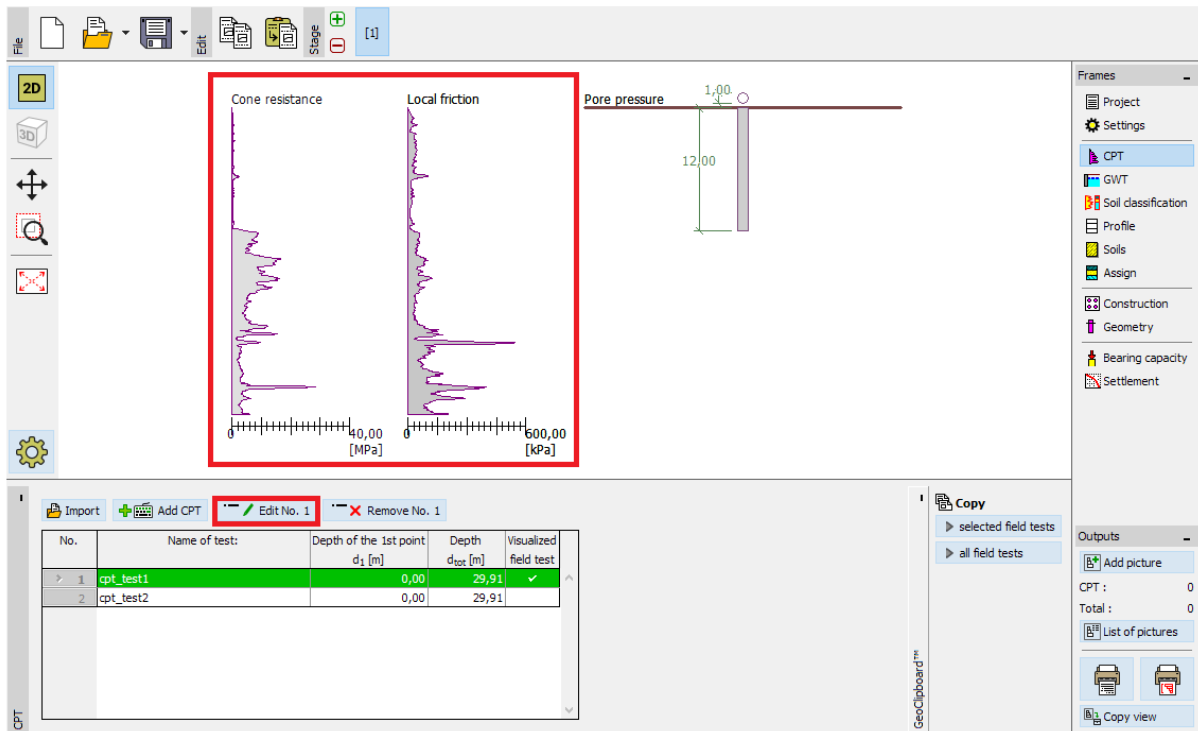 File
Edit
Stage
[1]
2D
3D
Cone resistance
Local friction
Pore pressure
1,00
12,00
0
40,00
[MPa]
0
600,00
[kPa]
Frames
Project
Settings
CPT
GWT
Soil classification
Profile
Soils
Assign
Construction
Geometry
Bearing capacity
Settlement
Import
Add CPT
Edit No. 1
Remove No. 1
No.
Name of test:
Depth of the 1st point
d1 [m]
Depth
dtot [m]
Visualized
field test
1 cpt_test1 0,00 29,91
2 cpt_test2 0,00 29,91
CPT
GeoClipboard™
Copy
selected field tests
all field tests
Outputs
Add picture
CPT : 0
Total : 0
List of pictures
Copy view